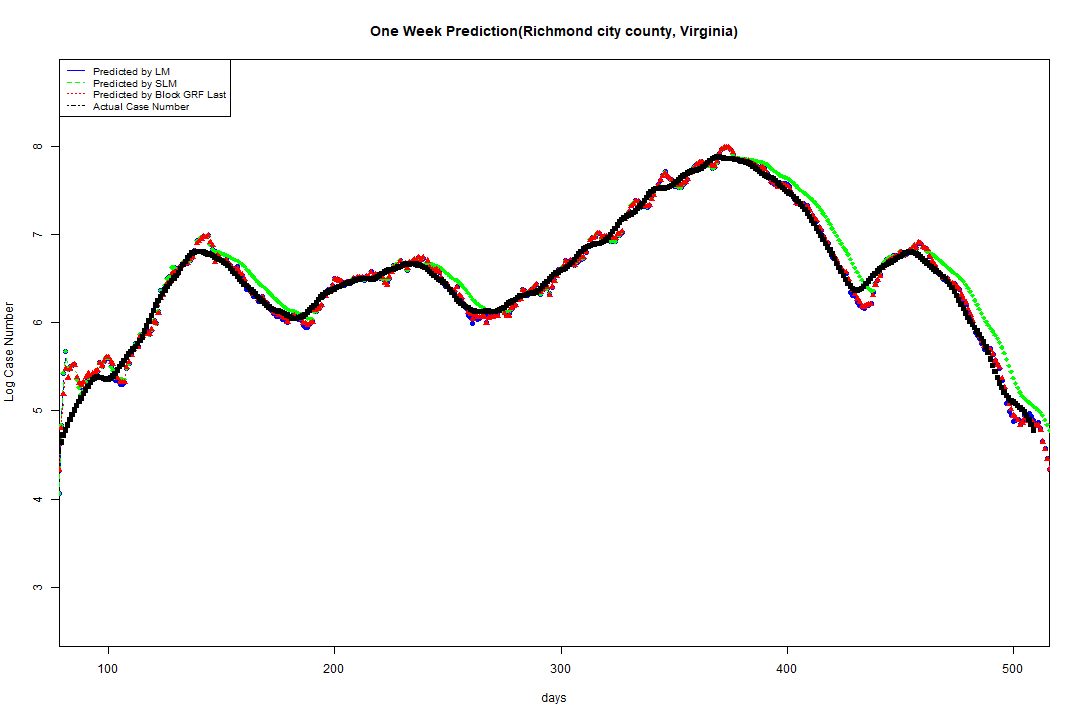 One Week Prediction(Richmond city county, Virginia)
Predicted by LM
Predicted by SLM
Predicted by Block GRF Last
Actual Case Number
8
7
6
5
4
3
Log Case Number
100 200 300 400 500
days